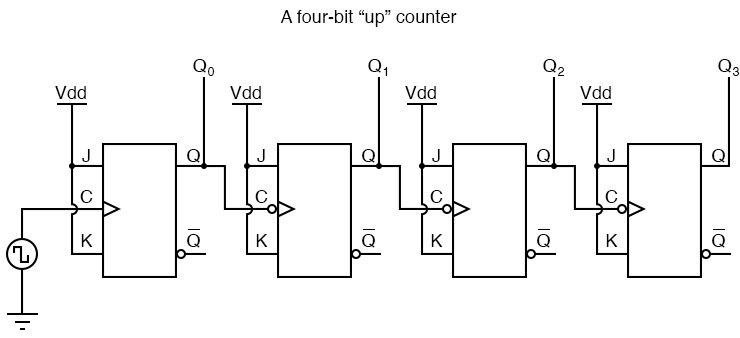 A four-bit “up” counter
Q0 Q1 Q2 Q3
Vdd Vdd Vdd Vdd
J Q J Q J Q J Q
C C C C
K Q̅ K Q̅ K Q̅ K Q̅